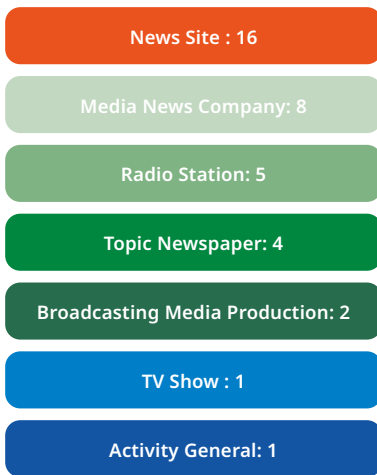 News Site : 16
Media News Company: 8
Radio Station: 5
Topic Newspaper: 4
Broadcasting Media Production: 2
TV Show : 1
Activity General: 1